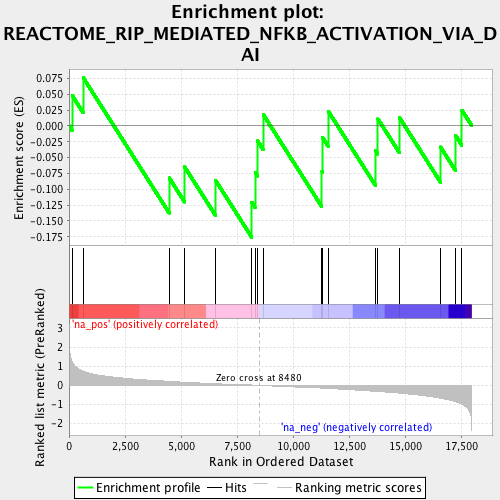 Enrichment plot:
REACTOME_RIP_MEDIATED_NFKB_ACTIVATION_VIA_D
AI
Enrichment score (ES)
0.075
0.050
0.025
0.000
-0.025
-0.050
-0.075
-0.100
-0.125
-0.150
-0.175
'na_pos' (positively correlated)
Ranked list metric (PreRanked)
3
2
1
0
-1
-2
Zero cross at 8480
'na_neg' (negatively correlated)
0
2,500
5,000
7,500
10,000
12,500
15,000
17,500
Rank in Ordered Dataset
Enrichment profile
Hits
Ranking metric scores